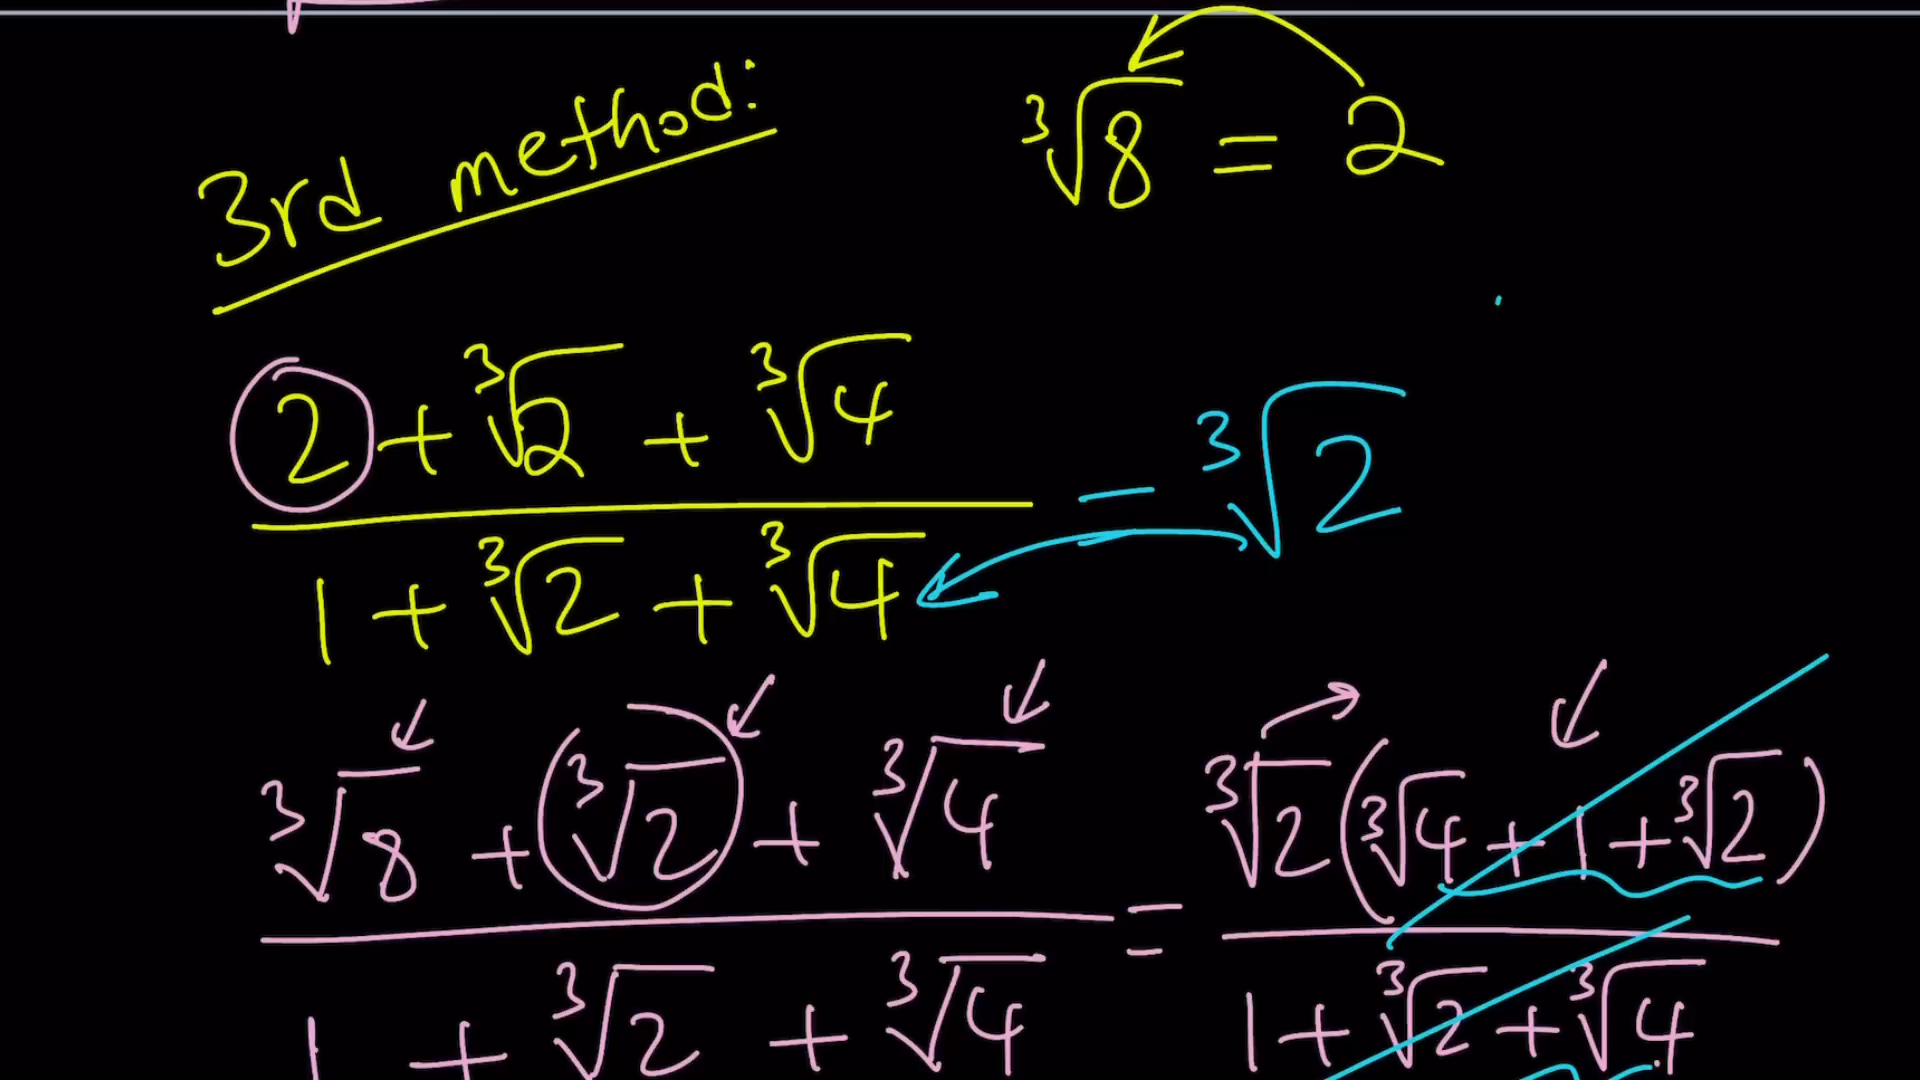 3rd method:
∛8 = 2
(2 + ∛2 + ∛4) / (1 + ∛2 + ∛4) = ∛2
(∛8 + ∛2 + ∛4) / (1 + ∛2 + ∛4) = ∛2(∛4 + 1 + ∛2) / (1 + ∛2 + ∛4)